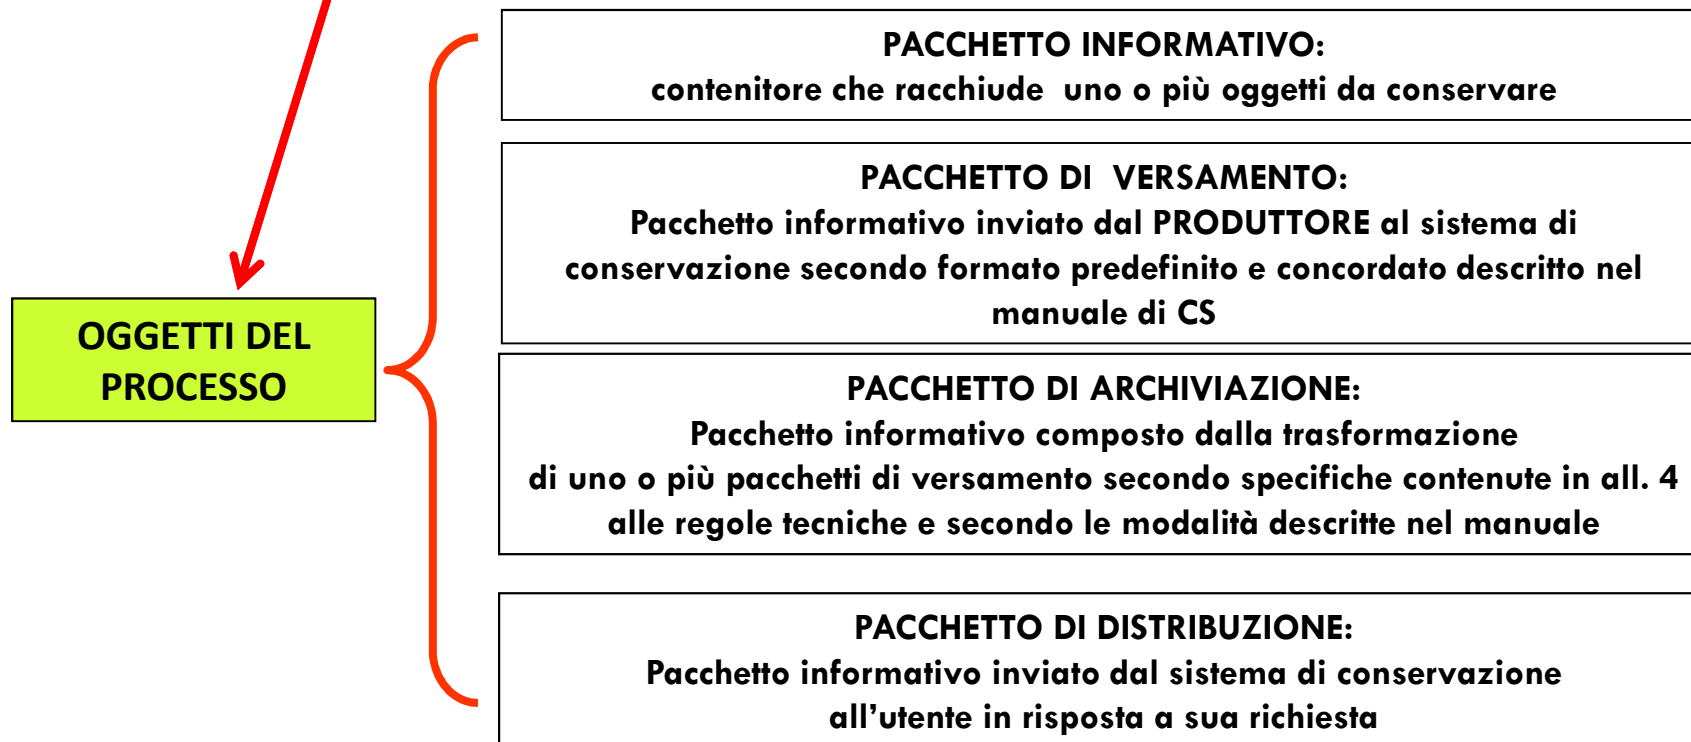 OGGETTI DEL
PROCESSO
PACCHETTO INFORMATIVO:
contenitore che racchiude uno o più oggetti da conservare
PACCHETTO DI VERSAMENTO:
Pacchetto informativo inviato dal PRODUTTORE al sistema di
conservazione secondo formato predefinito e concordato descritto nel
manuale di CS
PACCHETTO DI ARCHIVIAZIONE:
Pacchetto informativo composto dalla trasformazione
di uno o più pacchetti di versamento secondo specifiche contenute in all. 4
alle regole tecniche e secondo le modalità descritte nel manuale
PACCHETTO DI DISTRIBUZIONE:
Pacchetto informativo inviato dal sistema di conservazione
all'utente in risposta a sua richiesta